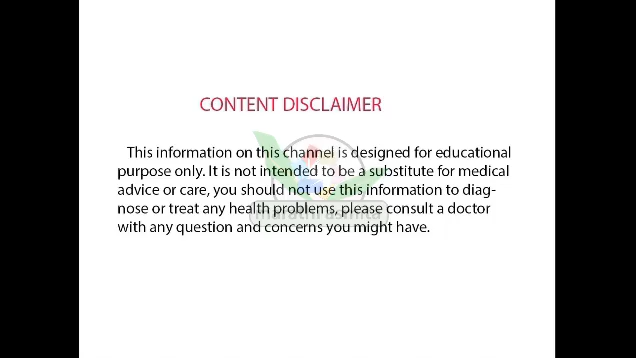 CONTENT DISCLAIMER
This information on this channel is designed for educational
purpose only. It is not intended to be a substitute for medical
advice or care, you should not use this information to diag-
nose or treat any health problems, please consult a doctor
with any question and concerns you might have.
marathi asmita